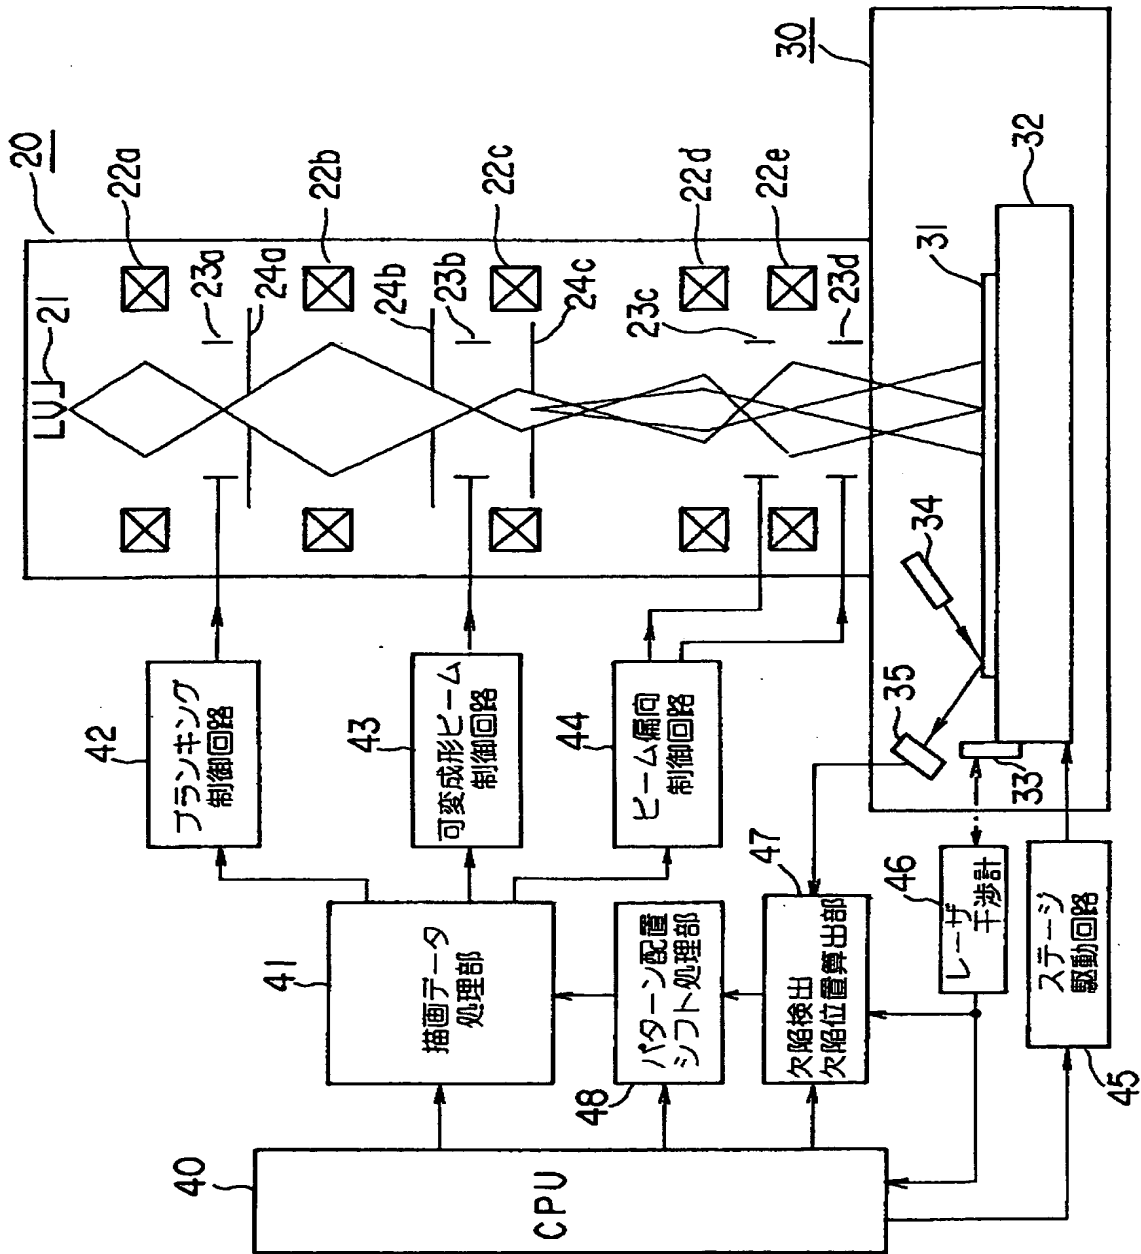 20
21
22a
22b
22c
22d
22e
23a
24a
24b
23b
24c
23c
23d
30
31
32
33
34
35
42
ブランキング
制御回路
43
可変成形ビーム
制御回路
44
ビーム偏向
制御回路
41
描画データ
処理部
48
パターン配置
シフト処理部
47
欠陥検出
欠陥位置算出部
46
レーザ
干渉計
45
ステージ
駆動回路
40
CPU